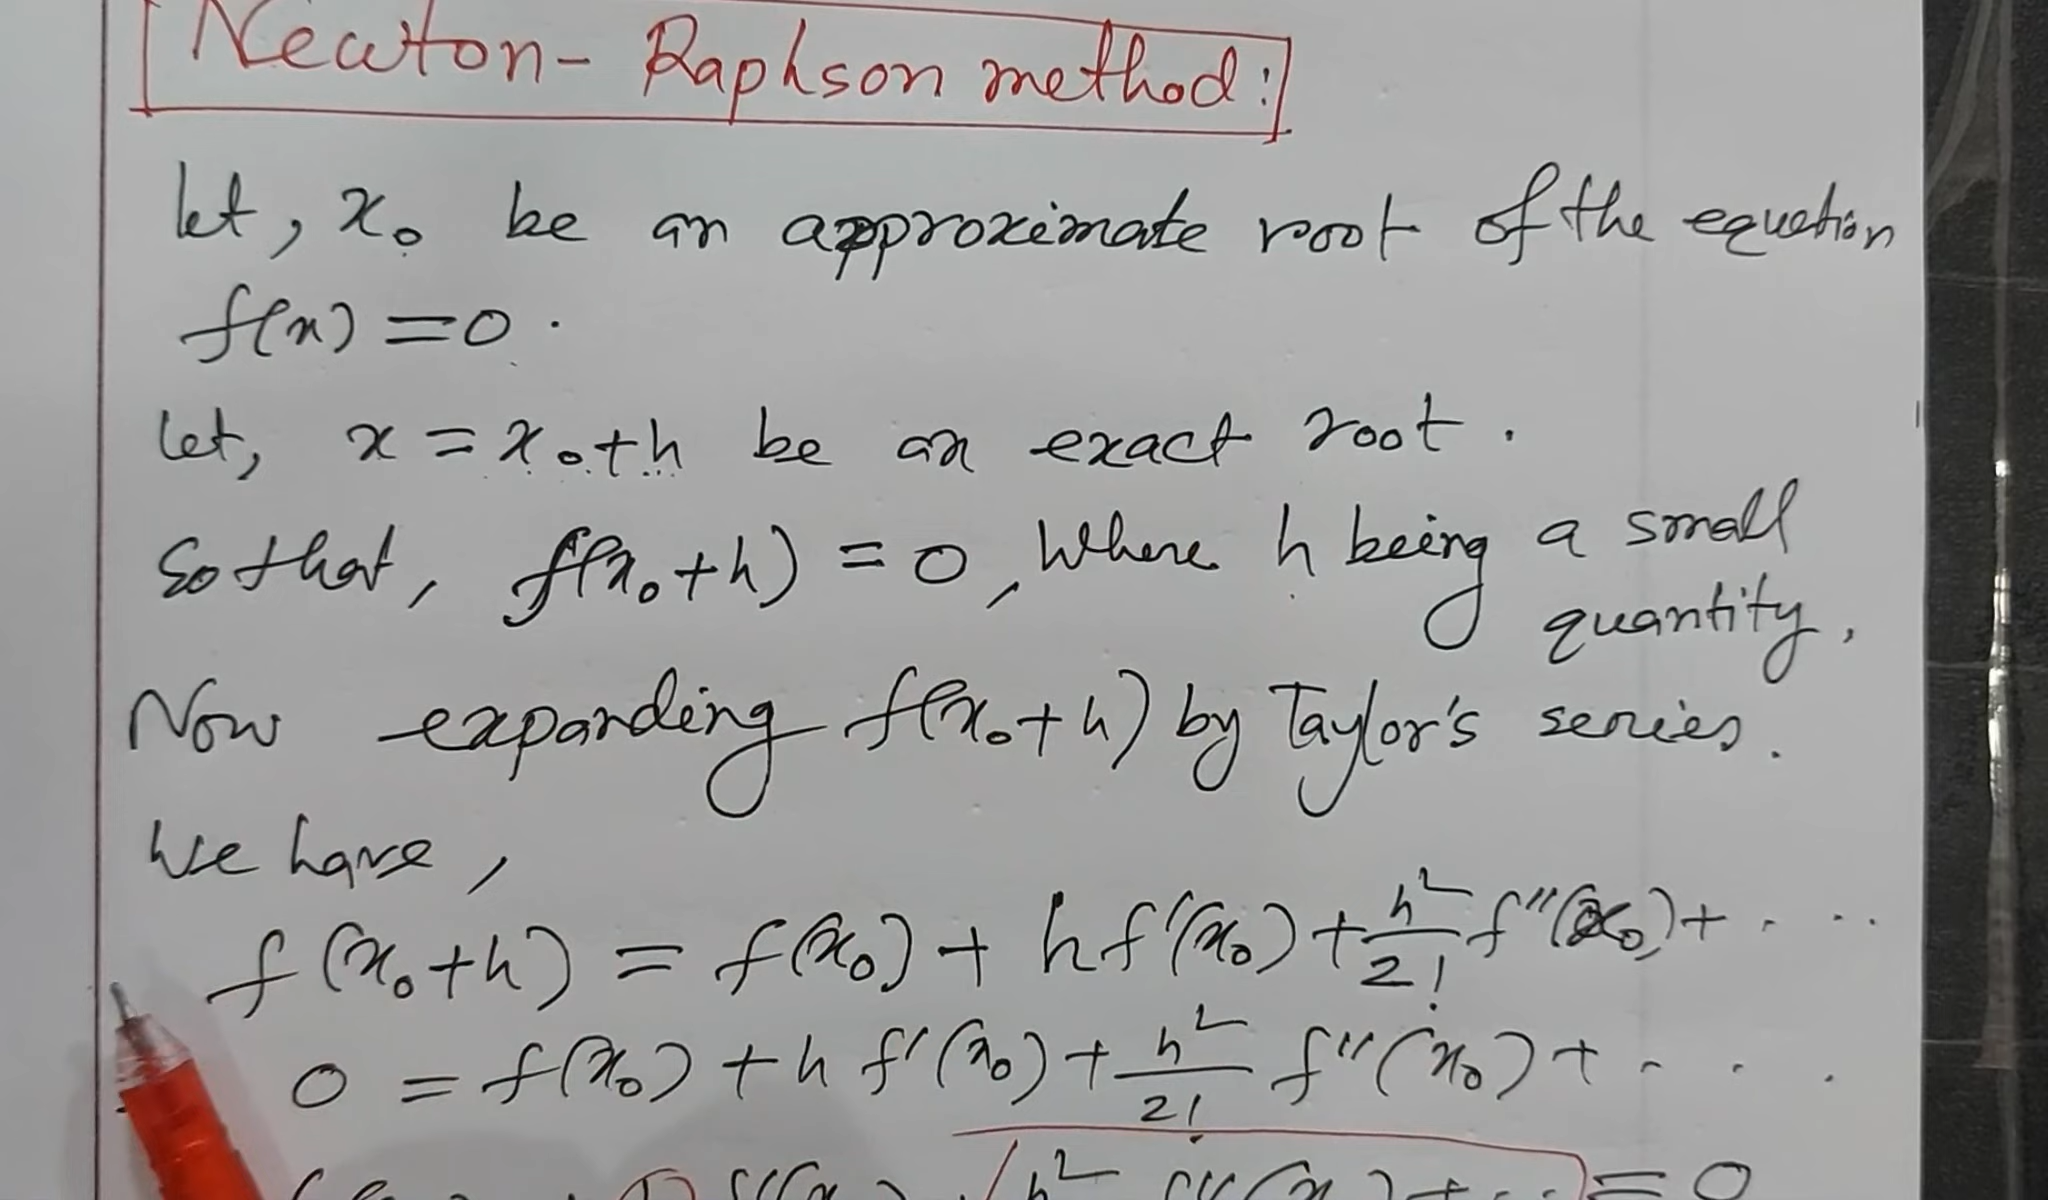 Newton-Raphson method:
let, x₀ be an approximate root of the equation
f(x) = 0.
let, x = x₀+h be an exact root.
So that, f(x₀+h) = 0, Where h being a small
quantity.
Now expanding f(x₀+h) by Taylor's series.
We have,
f(x₀+h) = f(x₀) + hf'(x₀) + h²/2! f''(x₀) + . ...
0 = f(x₀) + h f'(x₀) + h²/2! f''(x₀) + . . .
= 0